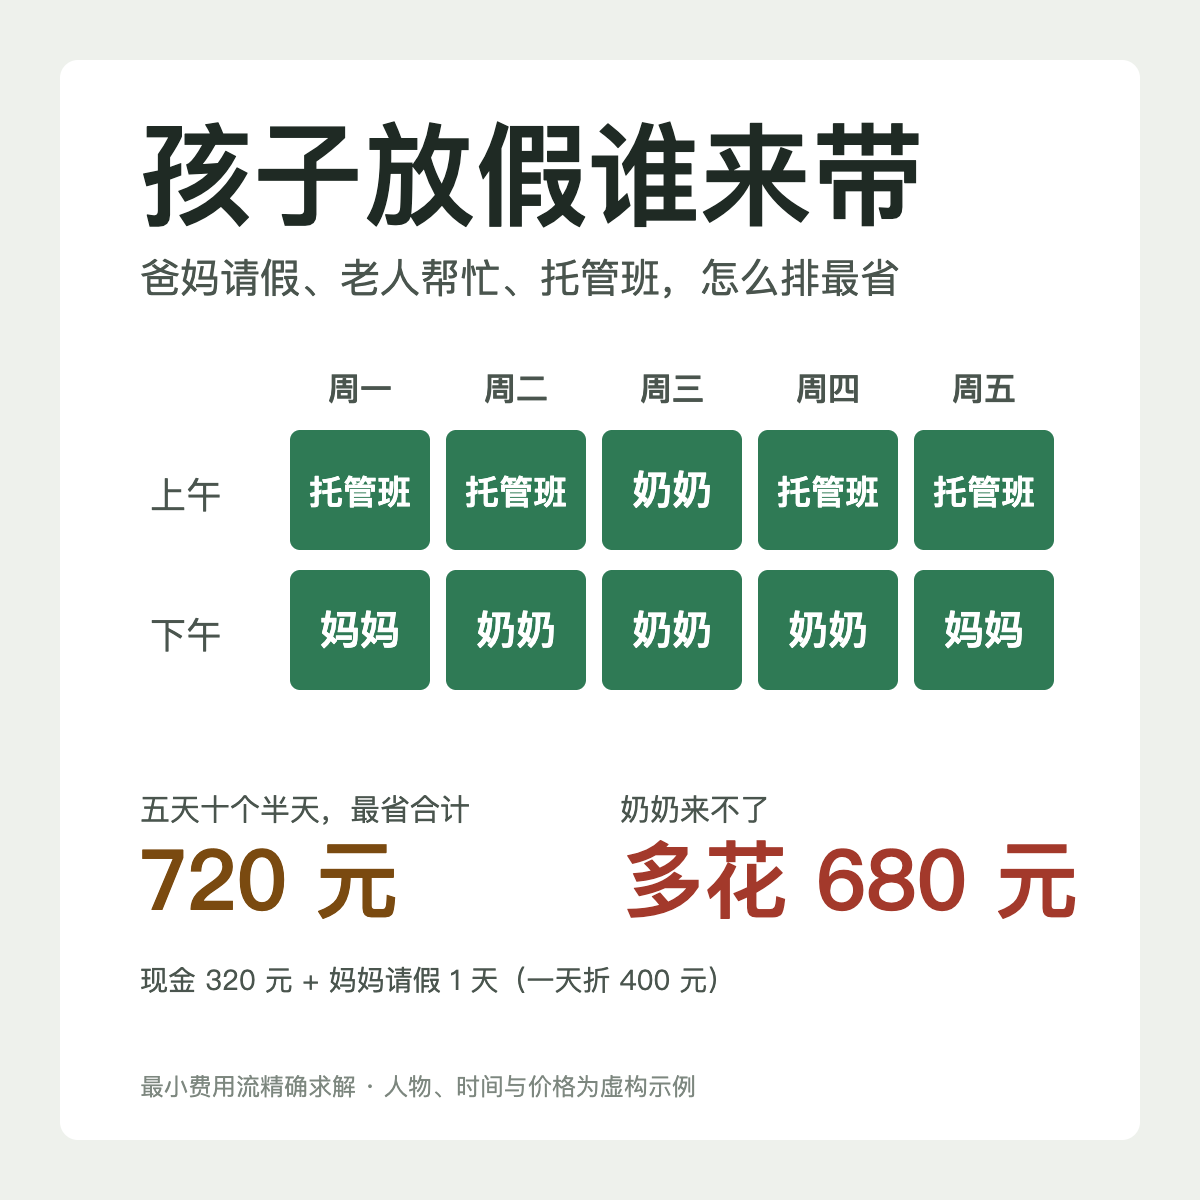 孩子放假谁来带
爸妈请假、老人帮忙、托管班，怎么排最省
周一 周二 周三 周四 周五
上午 托管班 托管班 奶奶 托管班 托管班
下午 妈妈 奶奶 奶奶 奶奶 妈妈
五天十个半天，最省合计
720 元
奶奶来不了
多花 680 元
现金 320 元 + 妈妈请假 1 天（一天折 400 元）
最小费用流精确求解 · 人物、时间与价格为虚构示例